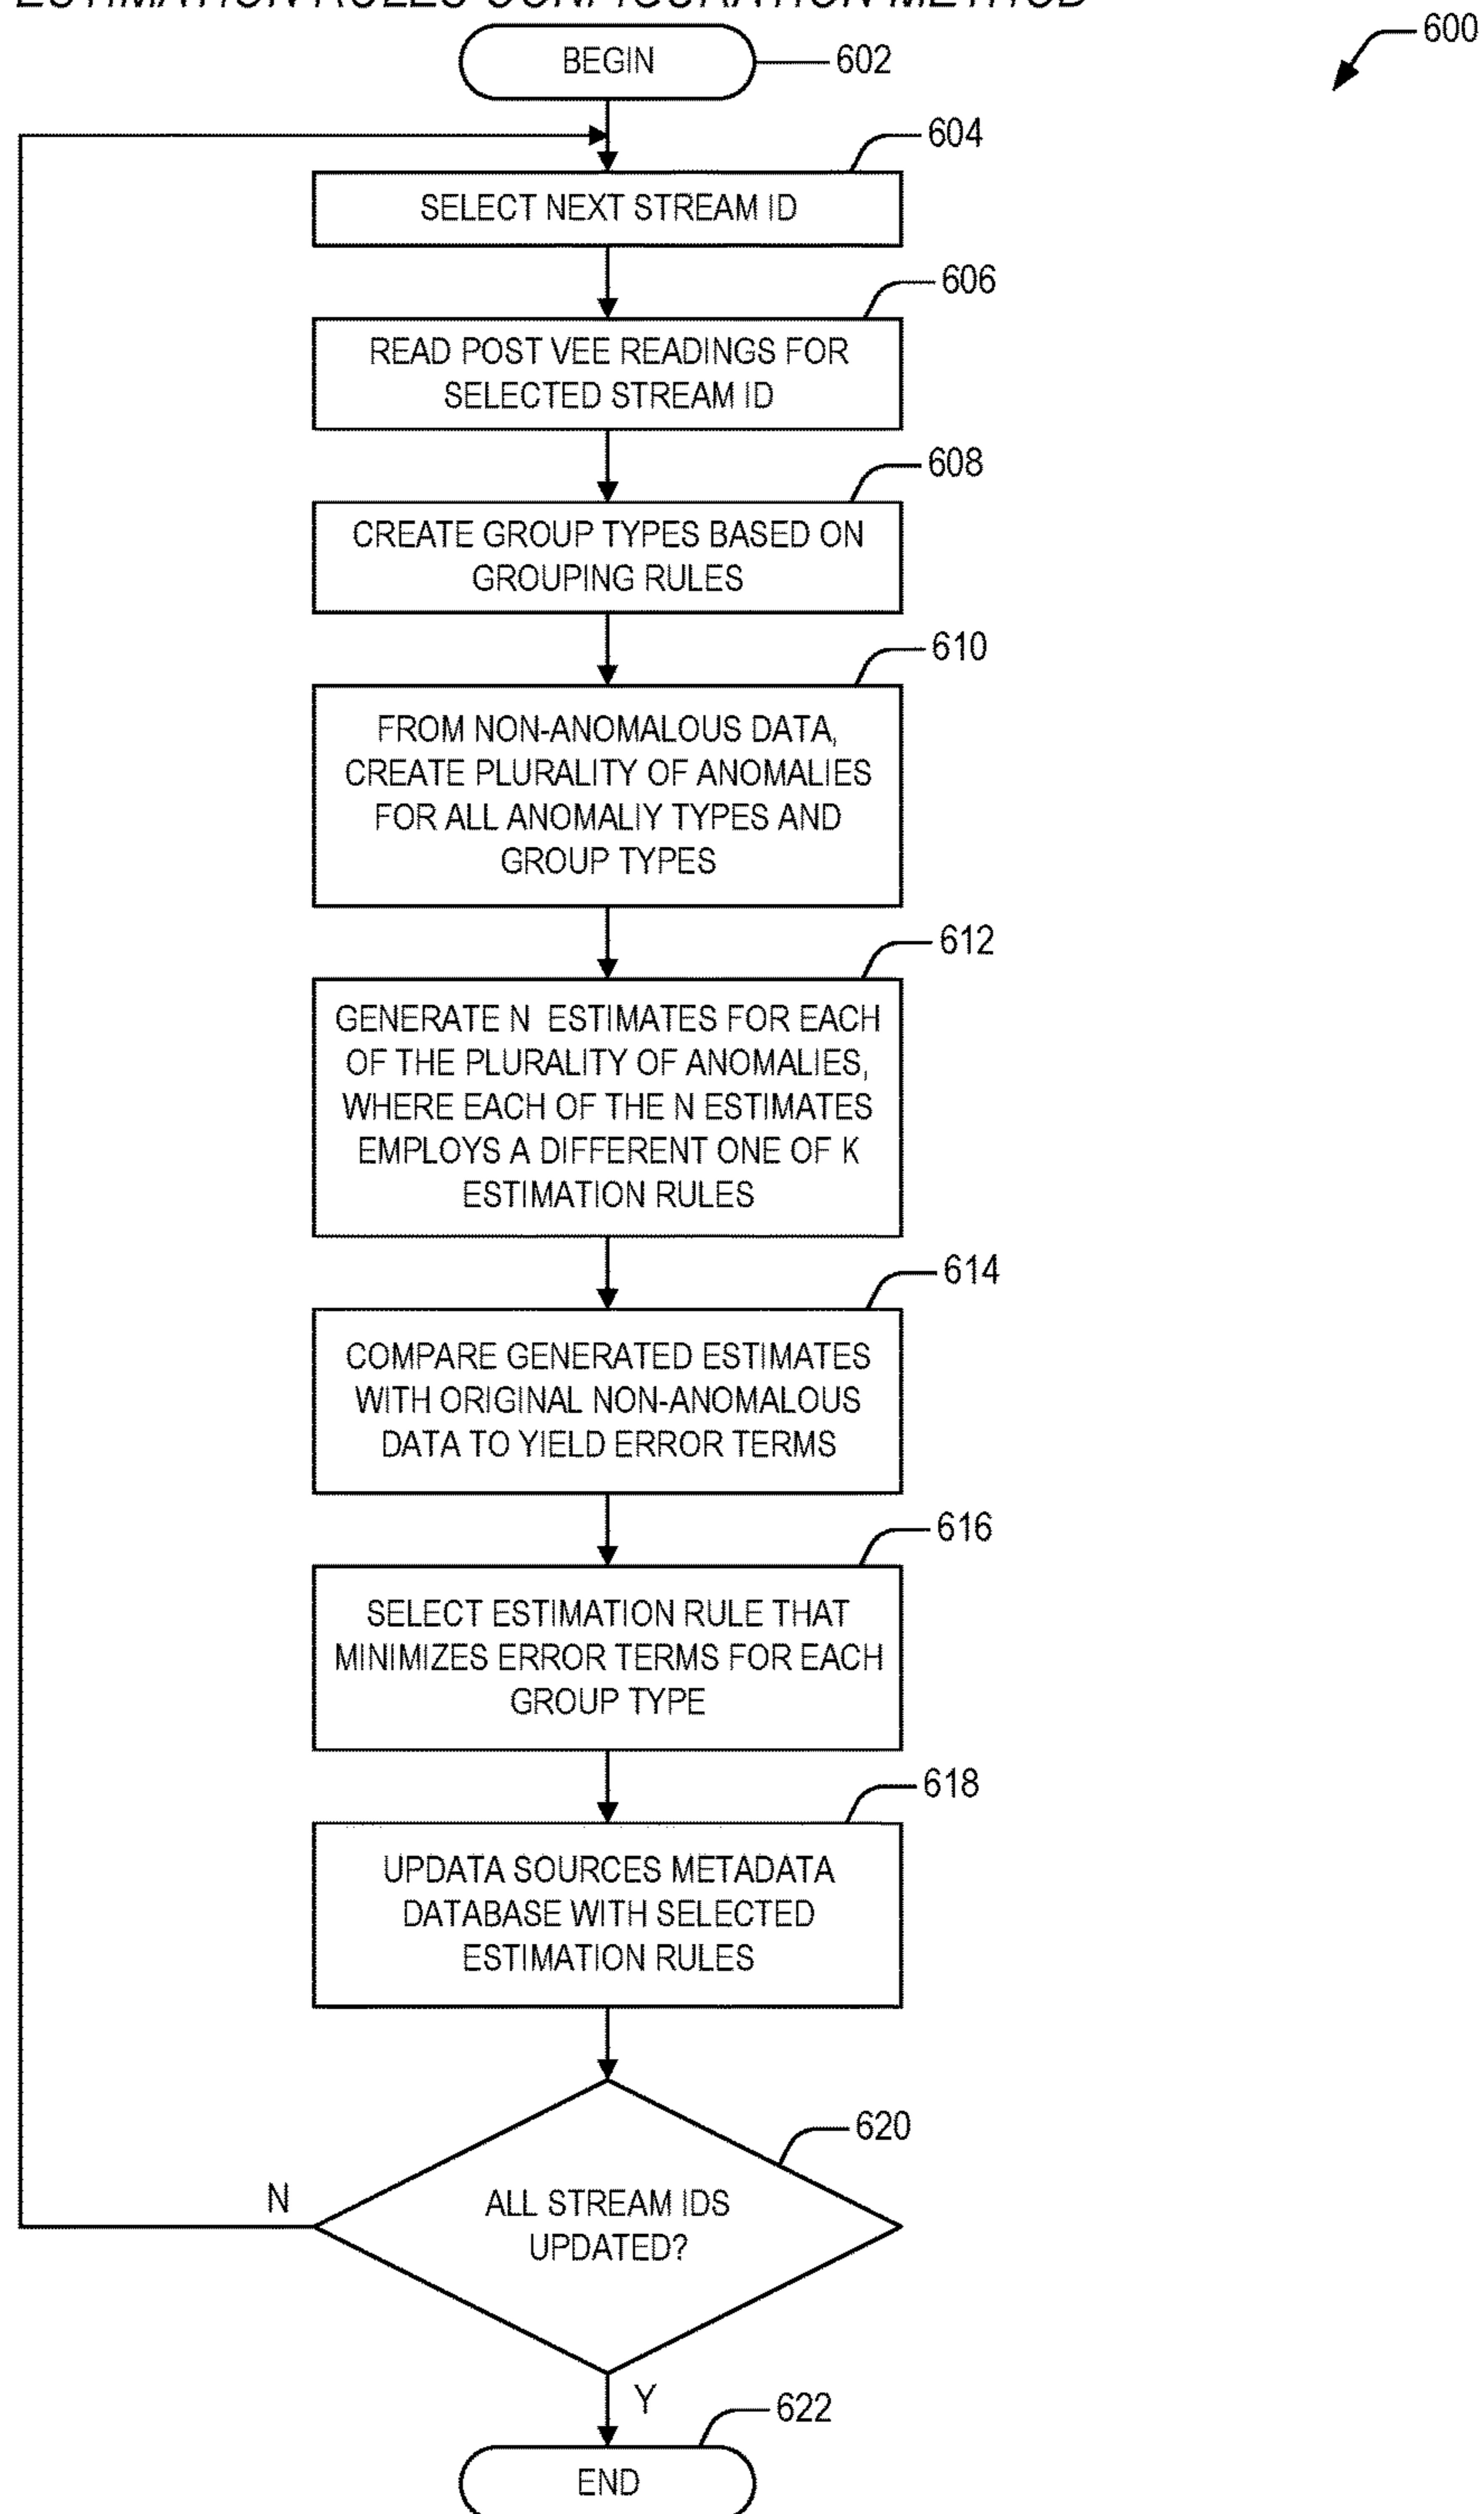 ESTIMATION RULES CONFIGURATION METHOD
600
BEGIN
602
604
SELECT NEXT STREAM ID
606
READ POST VEE READINGS FOR
SELECTED STREAM ID
608
CREATE GROUP TYPES BASED ON
GROUPING RULES
610
FROM NON-ANOMALOUS DATA,
CREATE PLURALITY OF ANOMALIES
FOR ALL ANOMALIY TYPES AND
GROUP TYPES
612
GENERATE N ESTIMATES FOR EACH
OF THE PLURALITY OF ANOMALIES,
WHERE EACH OF THE N ESTIMATES
EMPLOYS A DIFFERENT ONE OF K
ESTIMATION RULES
614
COMPARE GENERATED ESTIMATES
WITH ORIGINAL NON-ANOMALOUS
DATA TO YIELD ERROR TERMS
616
SELECT ESTIMATION RULE THAT
MINIMIZES ERROR TERMS FOR EACH
GROUP TYPE
618
UPDATA SOURCES METADATA
DATABASE WITH SELECTED
ESTIMATION RULES
620
N
ALL STREAM IDS
UPDATED?
Y
622
END